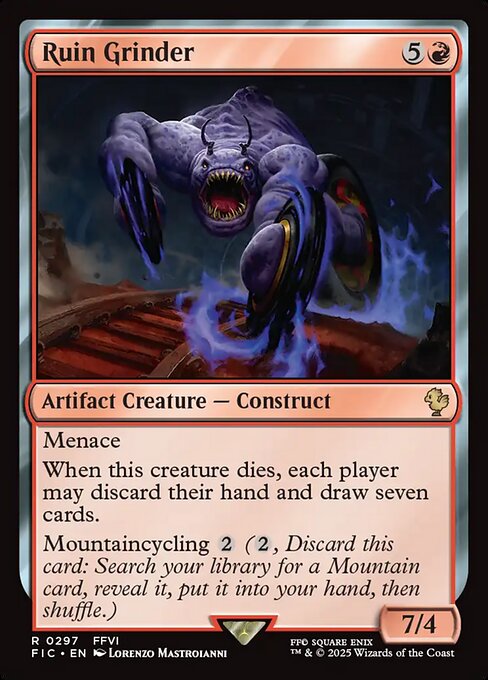 Ruin Grinder 5
Artifact Creature — Construct
Menace
When this creature dies, each player
may discard their hand and draw seven
cards.
Mountaincycling 2 (2, Discard this
card: Search your library for a Mountain
card, reveal it, put it into your hand, then
shuffle.)
7/4
R 0297 FFVI
FIC • EN Lorenzo Mastroianni
FF© SQUARE ENIX
™ & © 2025 Wizards of the Coast